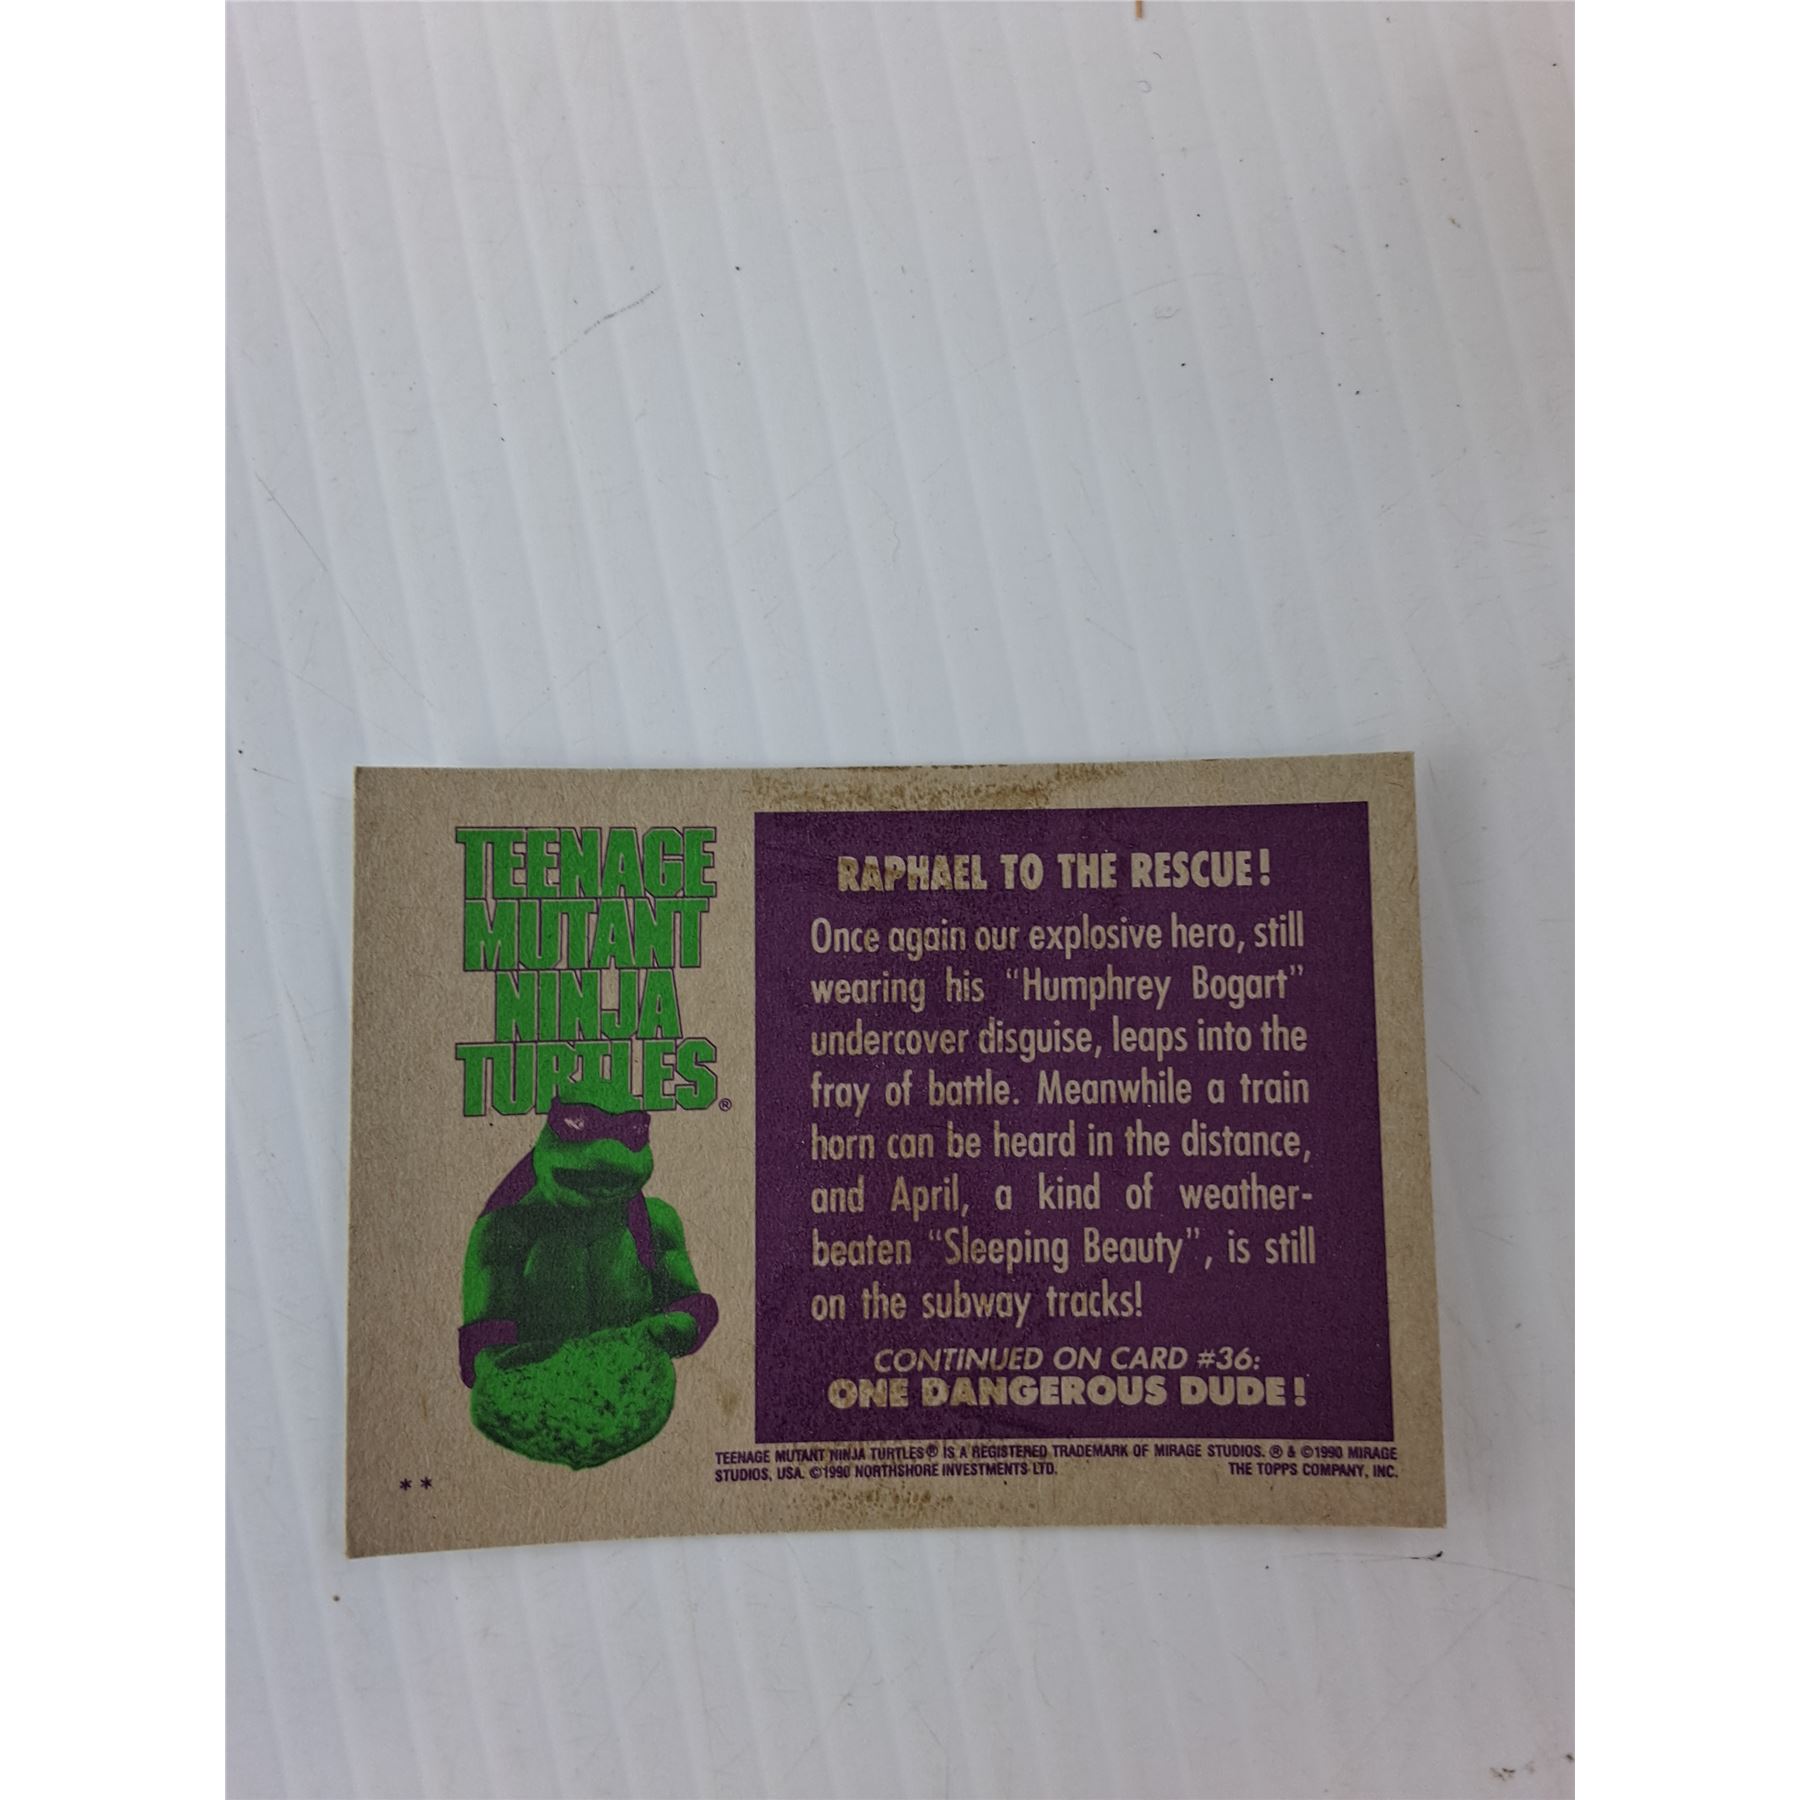 TEENAGE
MUTANT
NINJA
TURTLES®
RAPHAEL TO THE RESCUE!
Once again our explosive hero, still
wearing his “Humphrey Bogart”
undercover disguise, leaps into the
fray of battle. Meanwhile a train
horn can be heard in the distance,
and April, a kind of weather-
beaten “Sleeping Beauty”, is still
on the subway tracks!
CONTINUED ON CARD #36:
ONE DANGEROUS DUDE!
TEENAGE MUTANT NINJA TURTLES® IS A REGISTERED TRADEMARK OF MIRAGE STUDIOS. ® & ©1990 MIRAGE
STUDIOS, USA. ©1990 NORTHSHORE INVESTMENTS LTD. THE TOPPS COMPANY, INC.
**